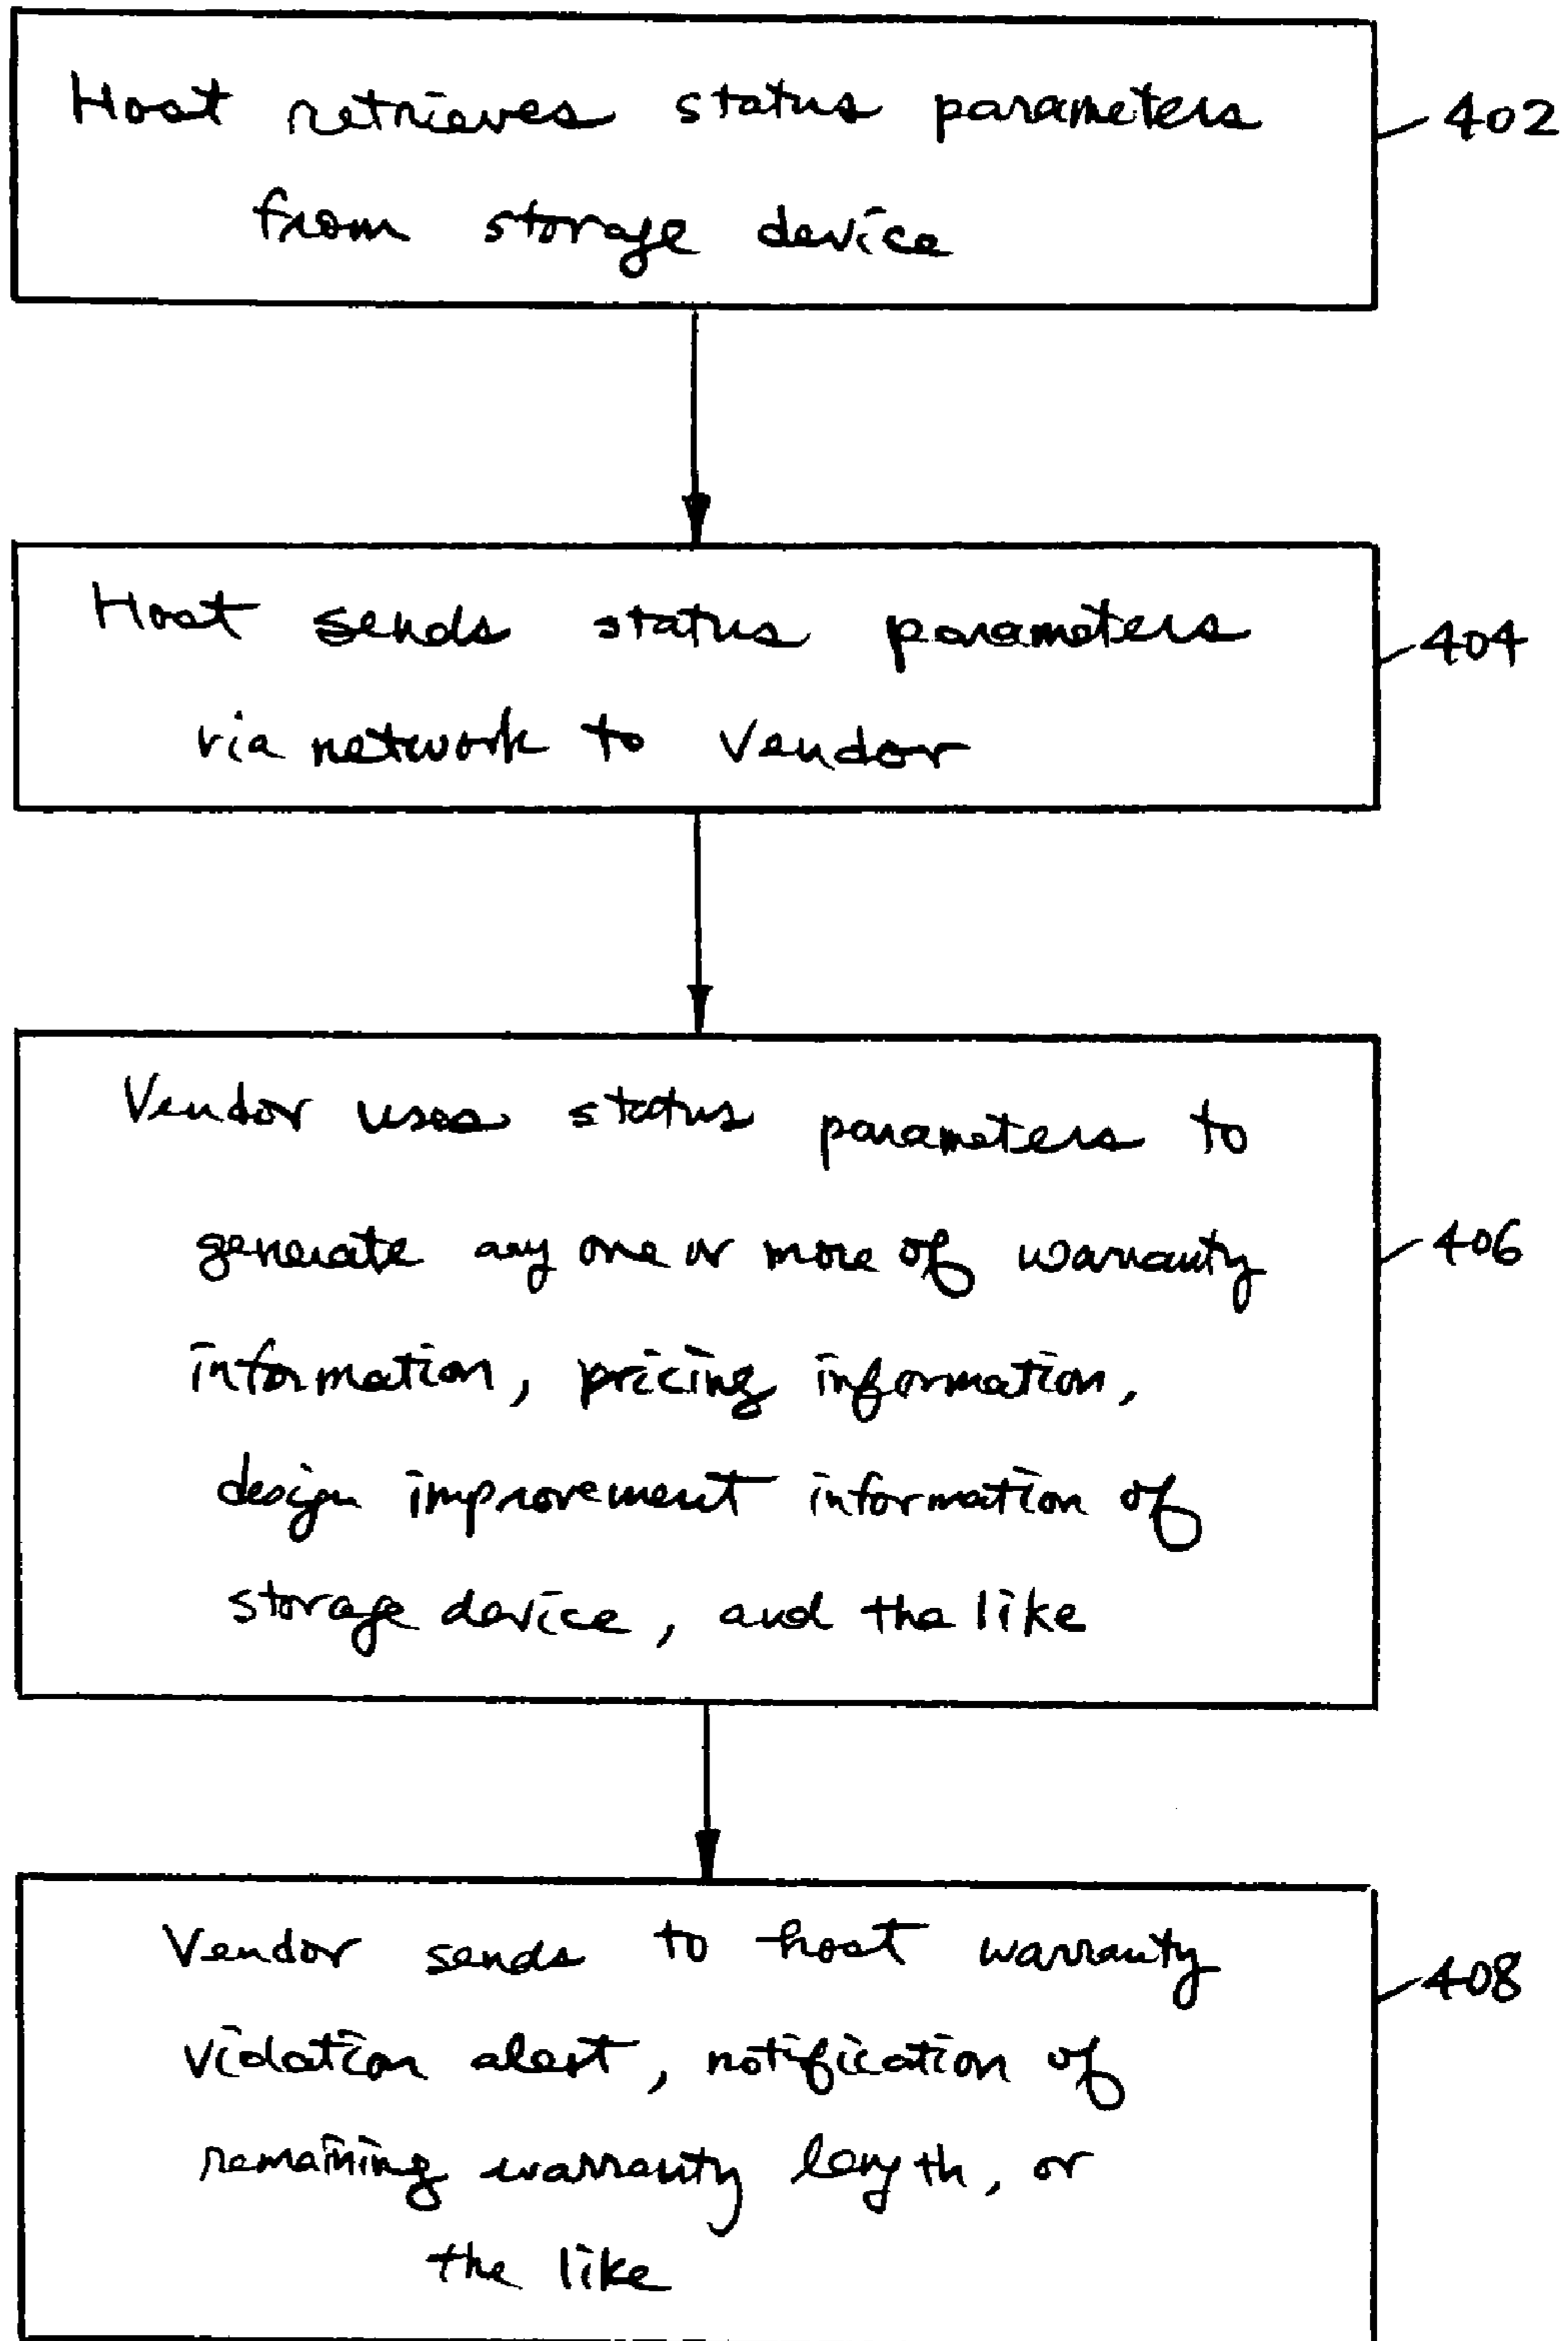 Host retrieves status parameters
402
from storage device
Host sends status parameters
404
via network to Vendor
Vendor uses status parameters to
generate any one or more of warranty
406
information, pricing information,
design improvement information of
storage device, and the like
Vendor sends to host warranty
408
violation alert, notification of
remaining warranty length, or
the like